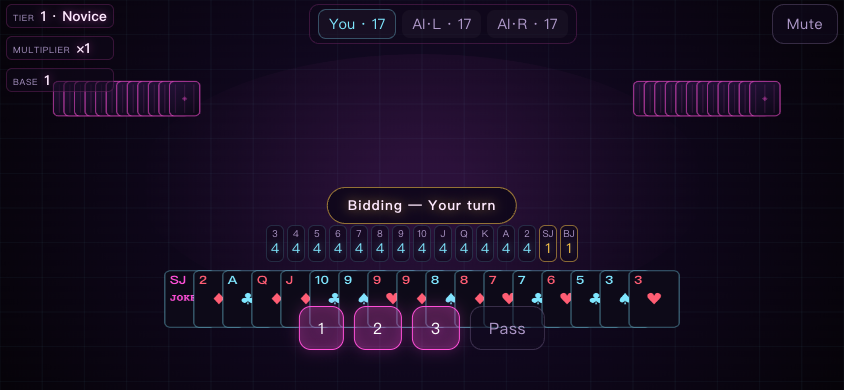 TIER 1 · Novice
You · 17 AI·L · 17 AI·R · 17
Mute
MULTIPLIER ×1
BASE 1
Bidding — Your turn
3 4 5 6 7 8 9 10 J Q K A 2 SJ BJ
4 4 4 4 4 4 4 4 4 4 4 4 4 1 1
SJ 2 A Q J 10 9 9 9 8 8 7 7 6 5 3 3
JOKE
1 2 3 Pass